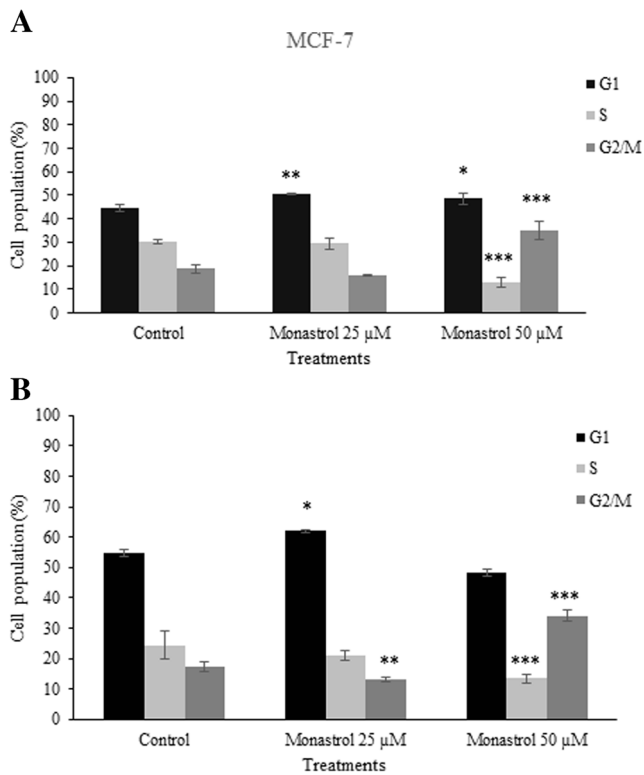 A
MCF-7
100
90
80
70
60
50
40
30
20
10
0
Cell population (%)
G1
S
G2/M
**
*
***
***
Control
Monastrol 25 µM
Monastrol 50 µM
Treatments
B
100
90
80
70
60
50
40
30
20
10
0
Cell population (%)
G1
S
G2/M
*
**
***
***
Control
Monastrol 25 µM
Monastrol 50 µM
Treatments